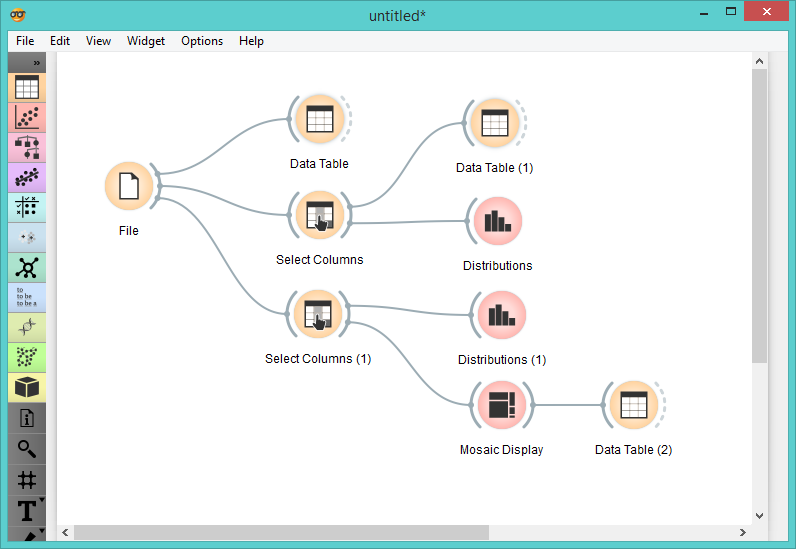 untitled*
File Edit View Widget Options Help
»
Data Table
Data Table (1)
File
Select Columns
Distributions
Select Columns (1)
Distributions (1)
Mosaic Display
Data Table (2)
to
to be
to be a
T